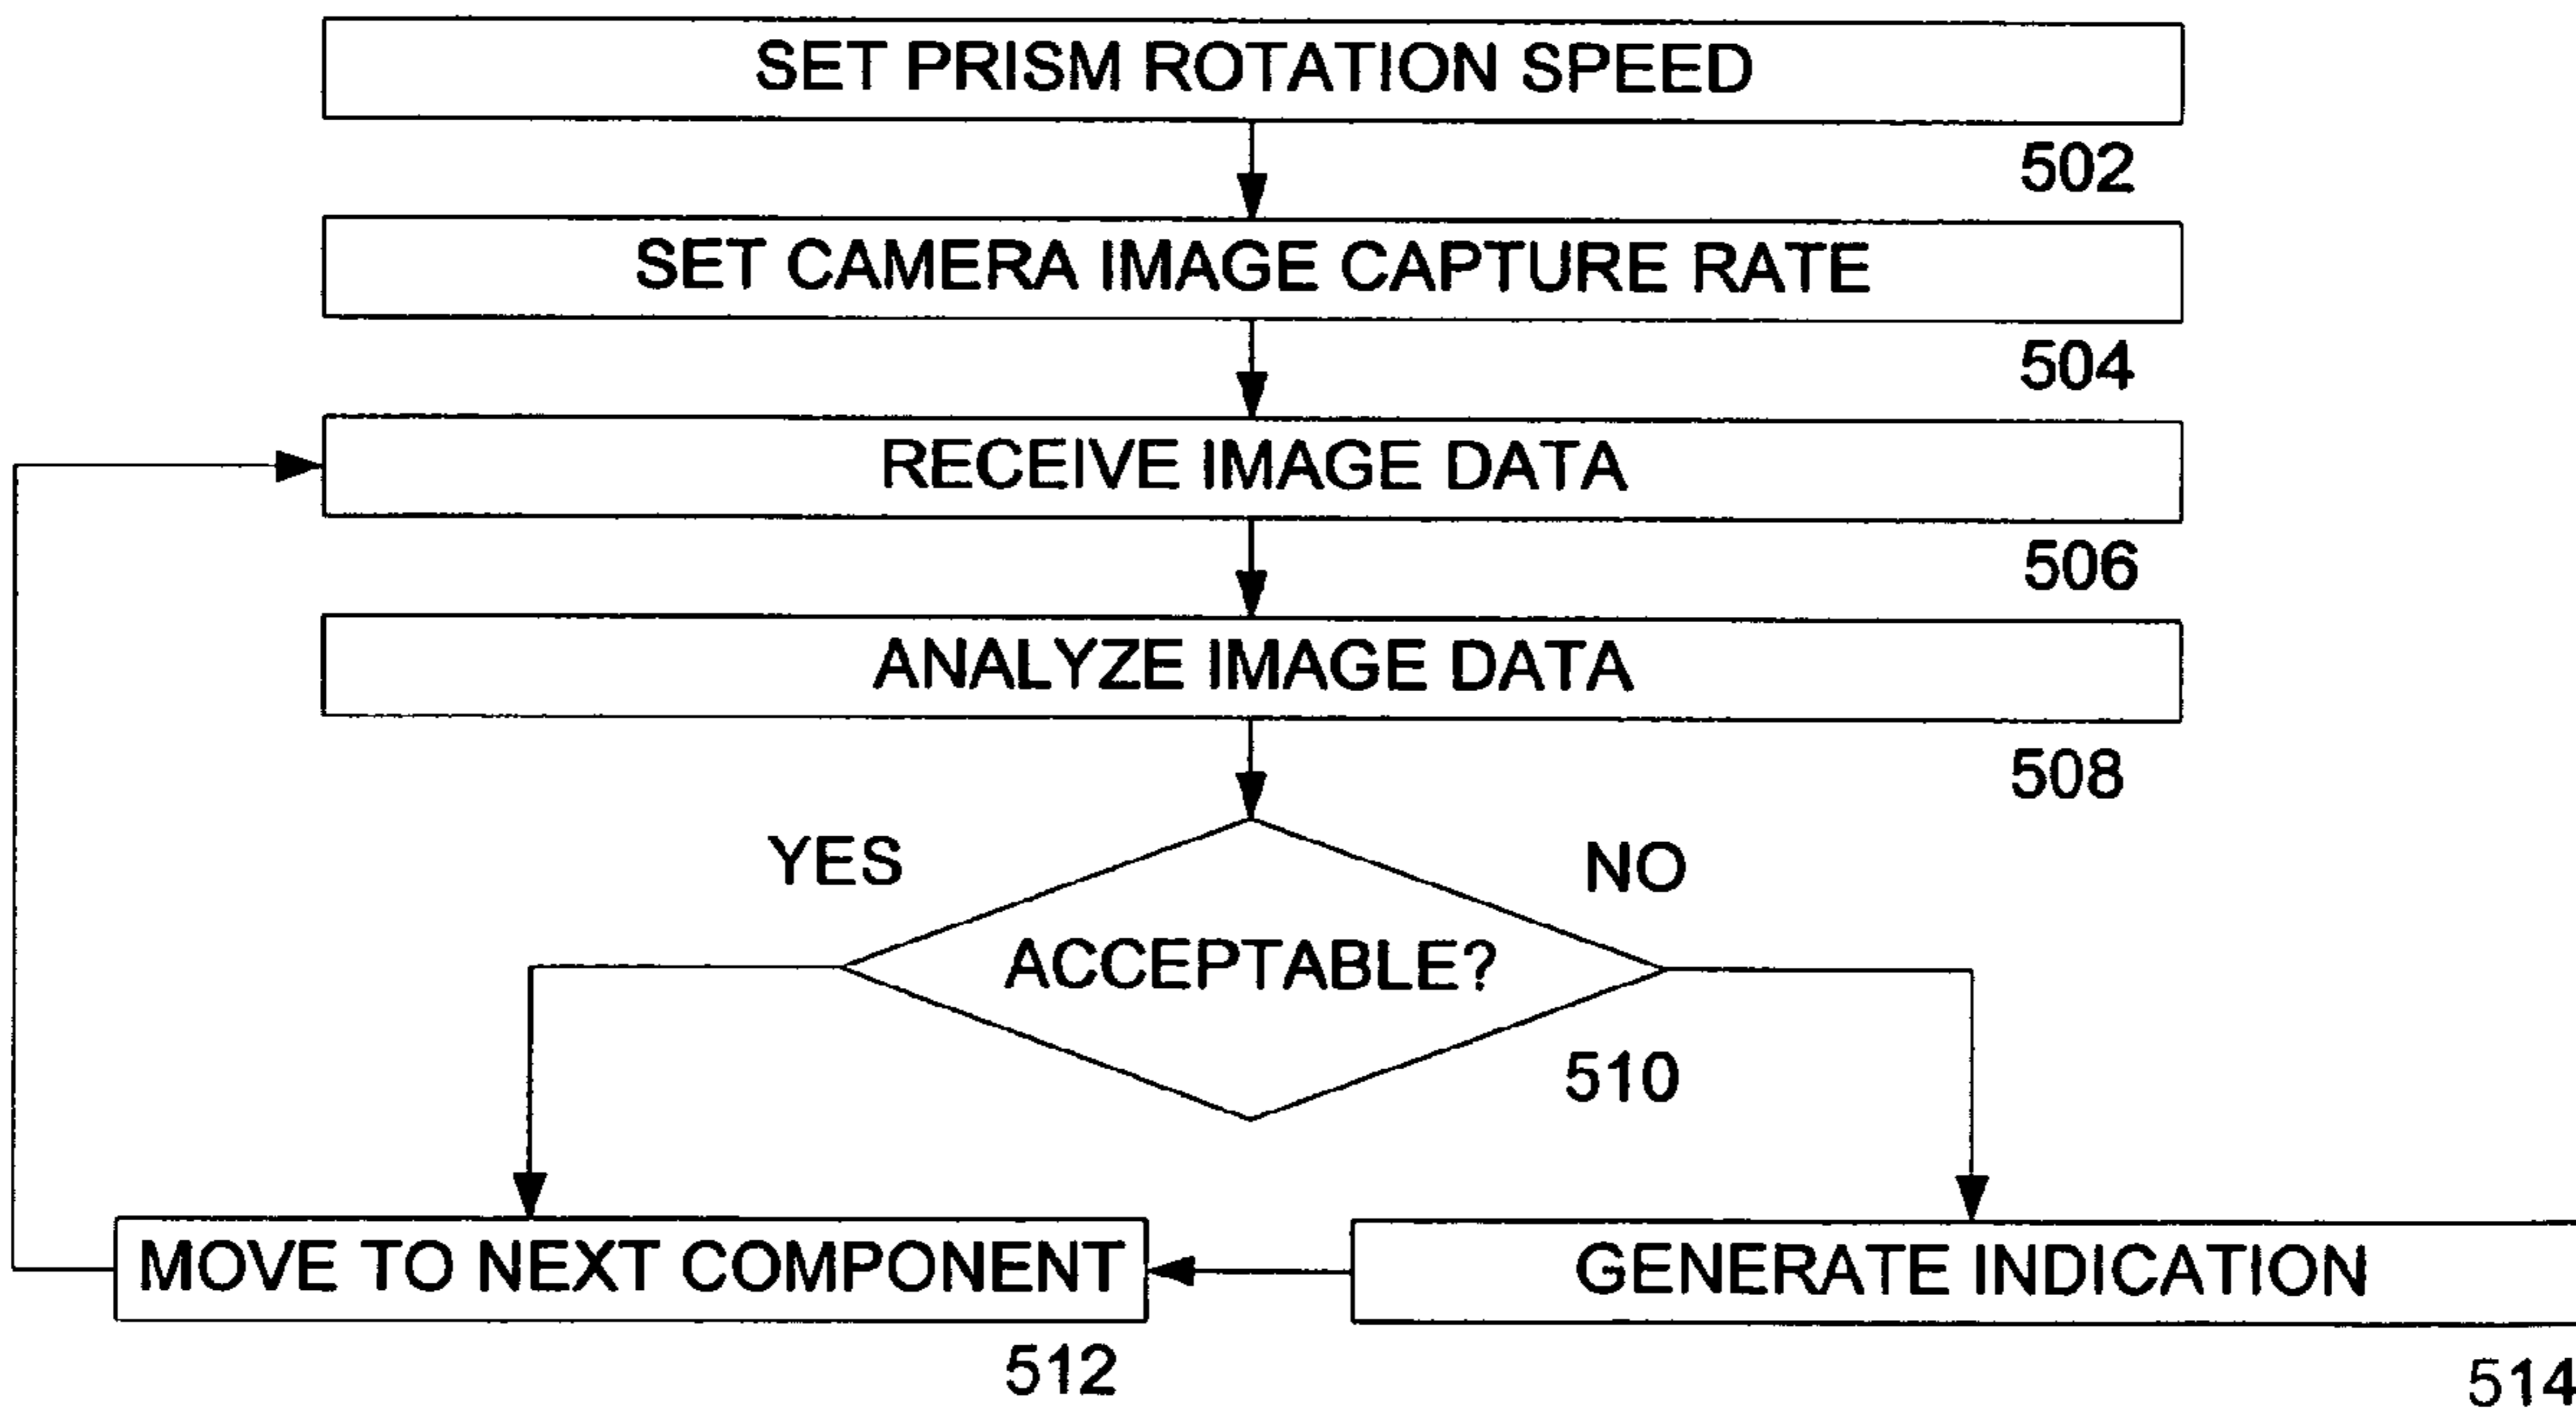 SET PRISM ROTATION SPEED
502
SET CAMERA IMAGE CAPTURE RATE
504
RECEIVE IMAGE DATA
506
ANALYZE IMAGE DATA
508
YES
NO
ACCEPTABLE?
510
MOVE TO NEXT COMPONENT
GENERATE INDICATION
512
514